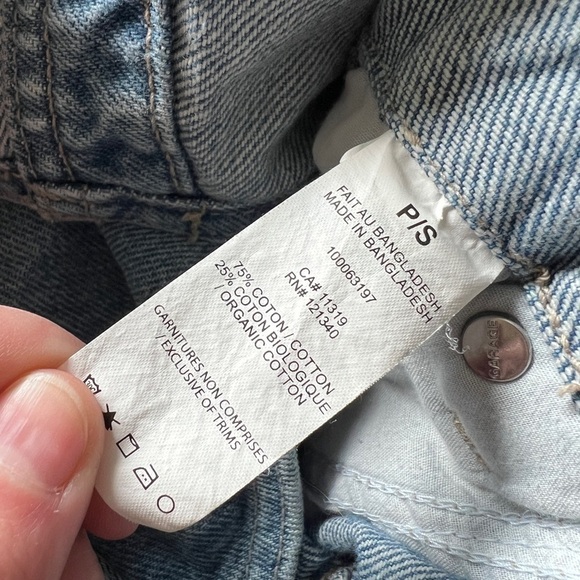 P/S
FAIT AU BANGLADESH
MADE IN BANGLADESH
100063197
CA# 11319
RN# 121340
75% COTON / COTTON
25% COTON BIOLOGIQUE
/ ORGANIC COTTON
GARNITURES NON COMPRISES
/ EXCLUSIVE OF TRIMS
GARAGE